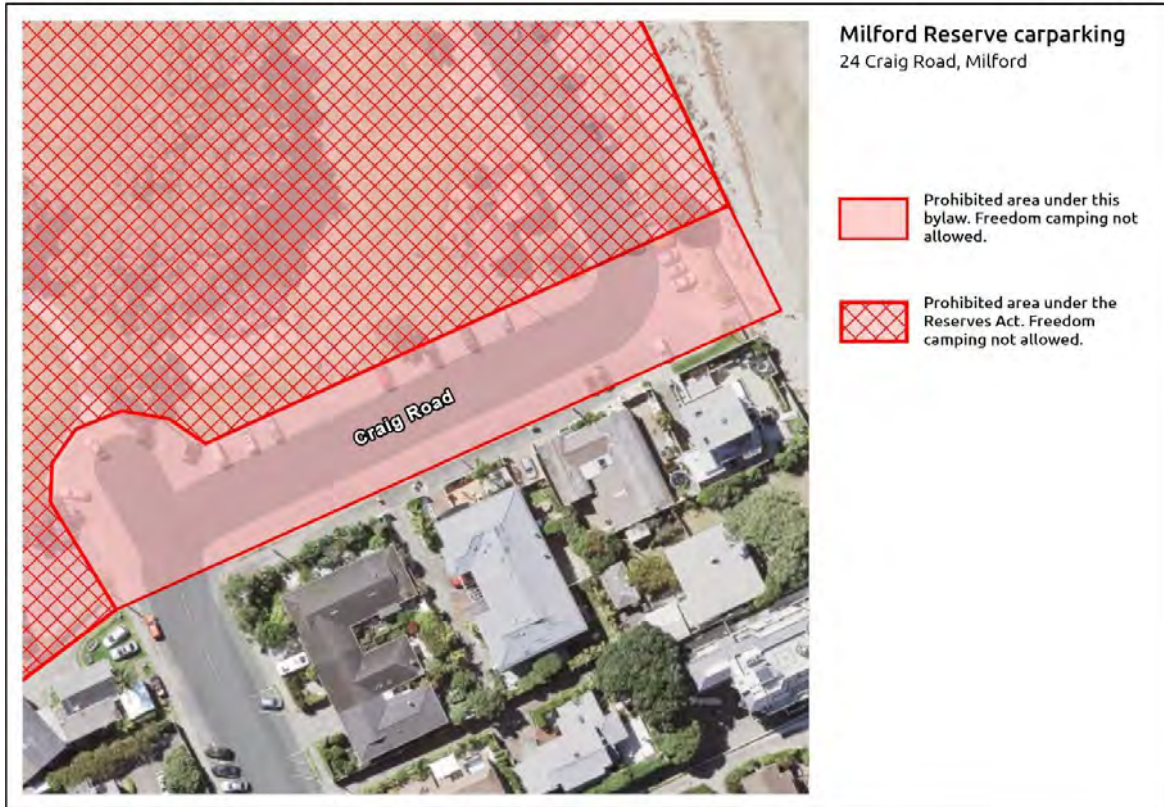 Milford Reserve carparking
24 Craig Road, Milford
Prohibited area under this
bylaw. Freedom camping not
allowed.
Prohibited area under the
Reserves Act. Freedom
camping not allowed.
Craig Road